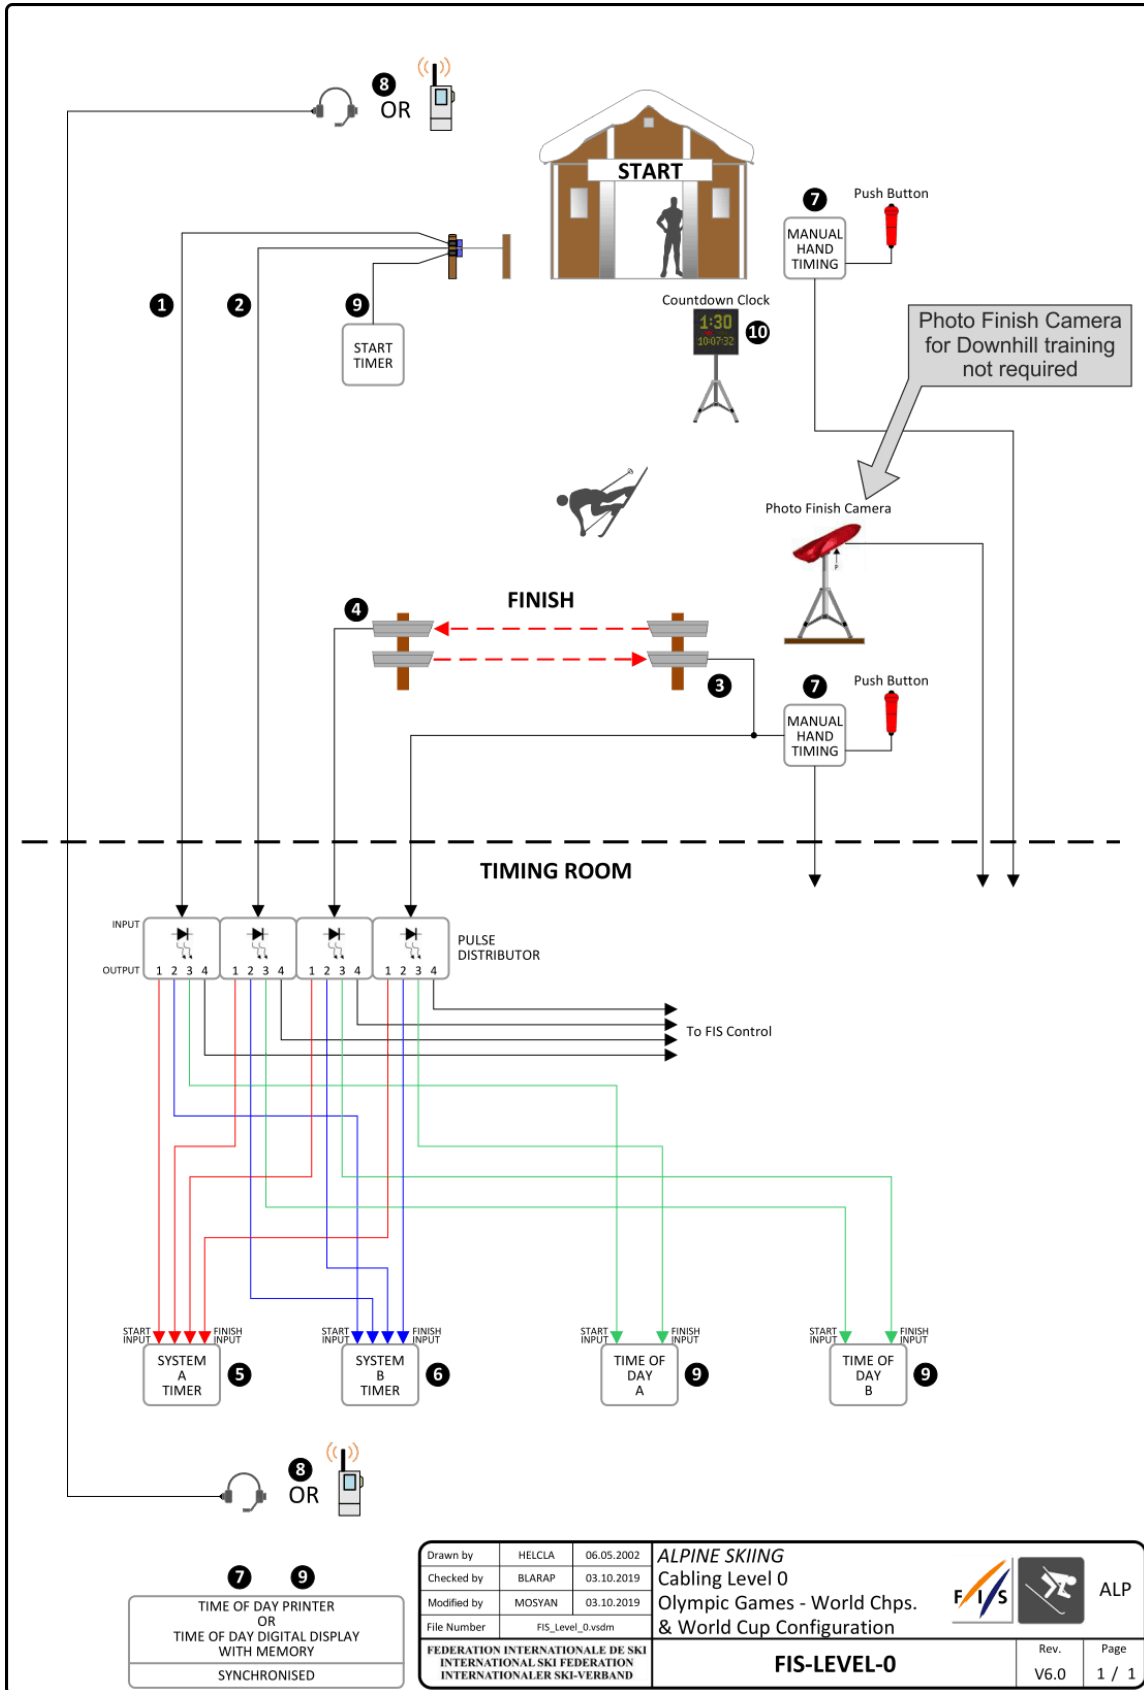 8
OR
START
7
Push Button
MANUAL
HAND
TIMING
1
2
9
START
TIMER
Countdown Clock
1:30
10:07:32
10
Photo Finish Camera
for Downhill training
not required
Photo Finish Camera
P
FINISH
4
3
7
Push Button
MANUAL
HAND
TIMING
TIMING ROOM
INPUT
PULSE
DISTRIBUTOR
OUTPUT 1 2 3 4 1 2 3 4 1 2 3 4 1 2 3 4
To FIS Control
START
INPUT
FINISH
INPUT
SYSTEM
A
TIMER
5
START
INPUT
FINISH
INPUT
SYSTEM
B
TIMER
6
START
INPUT
FINISH
INPUT
TIME OF
DAY
A
9
START
INPUT
FINISH
INPUT
TIME OF
DAY
B
9
8
OR
7 9
TIME OF DAY PRINTER
OR
TIME OF DAY DIGITAL DISPLAY
WITH MEMORY
SYNCHRONISED
Drawn by HELCLA 06.05.2002
Checked by BLARAP 03.10.2019
Modified by MOSYAN 03.10.2019
File Number FIS_Level_0.vsdm
FEDERATION INTERNATIONALE DE SKI
INTERNATIONAL SKI FEDERATION
INTERNATIONALER SKI-VERBAND
ALPINE SKIING
Cabling Level 0
Olympic Games - World Chps.
& World Cup Configuration
FIS
ALP
FIS-LEVEL-0
Rev.
V6.0
Page
1 / 1